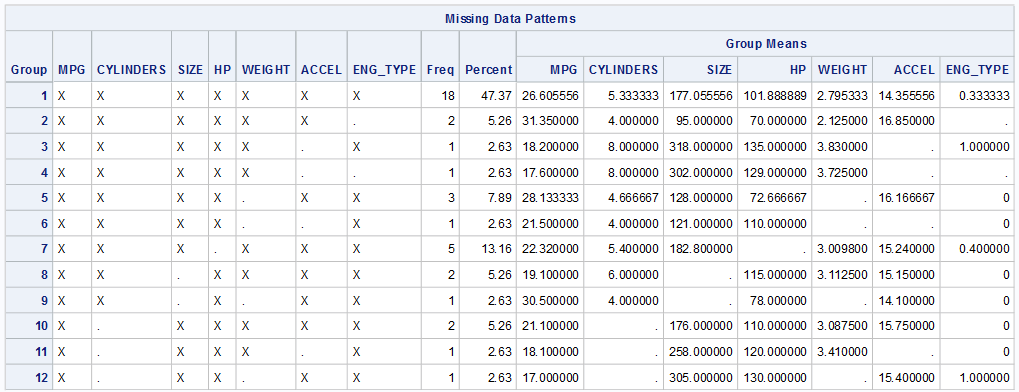 Missing Data Patterns
Group Means
Group MPG CYLINDERS SIZE HP WEIGHT ACCEL ENG_TYPE Freq Percent MPG CYLINDERS SIZE HP WEIGHT ACCEL ENG_TYPE
1 X X X X X X X 18 47.37 26.605556 5.333333 177.055556 101.888889 2.795333 14.355556 0.333333
2 X X X X X X . 2 5.26 31.350000 4.000000 95.000000 70.000000 2.125000 16.850000 .
3 X X X X X . X 1 2.63 18.200000 8.000000 318.000000 135.000000 3.830000 . 1.000000
4 X X X X X . . 1 2.63 17.600000 8.000000 302.000000 129.000000 3.725000 . .
5 X X X X . X X 3 7.89 28.133333 4.666667 128.000000 72.666667 . 16.166667 0
6 X X X X . . X 1 2.63 21.500000 4.000000 121.000000 110.000000 . . 0
7 X X X . X X X 5 13.16 22.320000 5.400000 182.800000 . 3.009800 15.240000 0.400000
8 X X . X X X X 2 5.26 19.100000 6.000000 . 115.000000 3.112500 15.150000 0
9 X X . X . X X 1 2.63 30.500000 4.000000 . 78.000000 . 14.100000 0
10 X . X X X X X 2 5.26 21.100000 . 176.000000 110.000000 3.087500 15.750000 0
11 X . X X X . X 1 2.63 18.100000 . 258.000000 120.000000 3.410000 . 0
12 X . X X . X X 1 2.63 17.000000 . 305.000000 130.000000 . 15.400000 1.000000